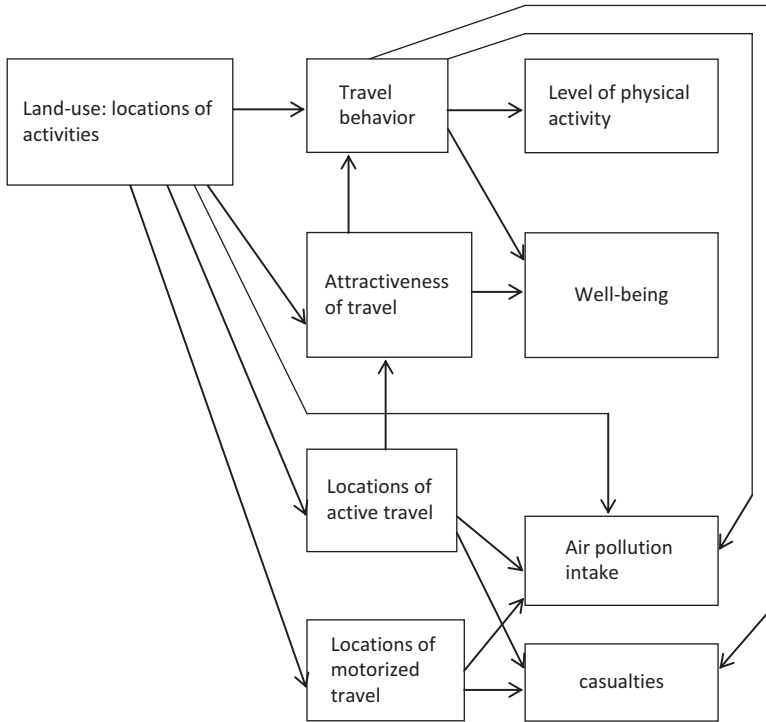 Land-use: locations of
activities
Travel
behavior
Level of physical
activity
Attractiveness
of travel
Well-being
Locations of
active travel
Air pollution
intake
Locations of
motorized
travel
casualties